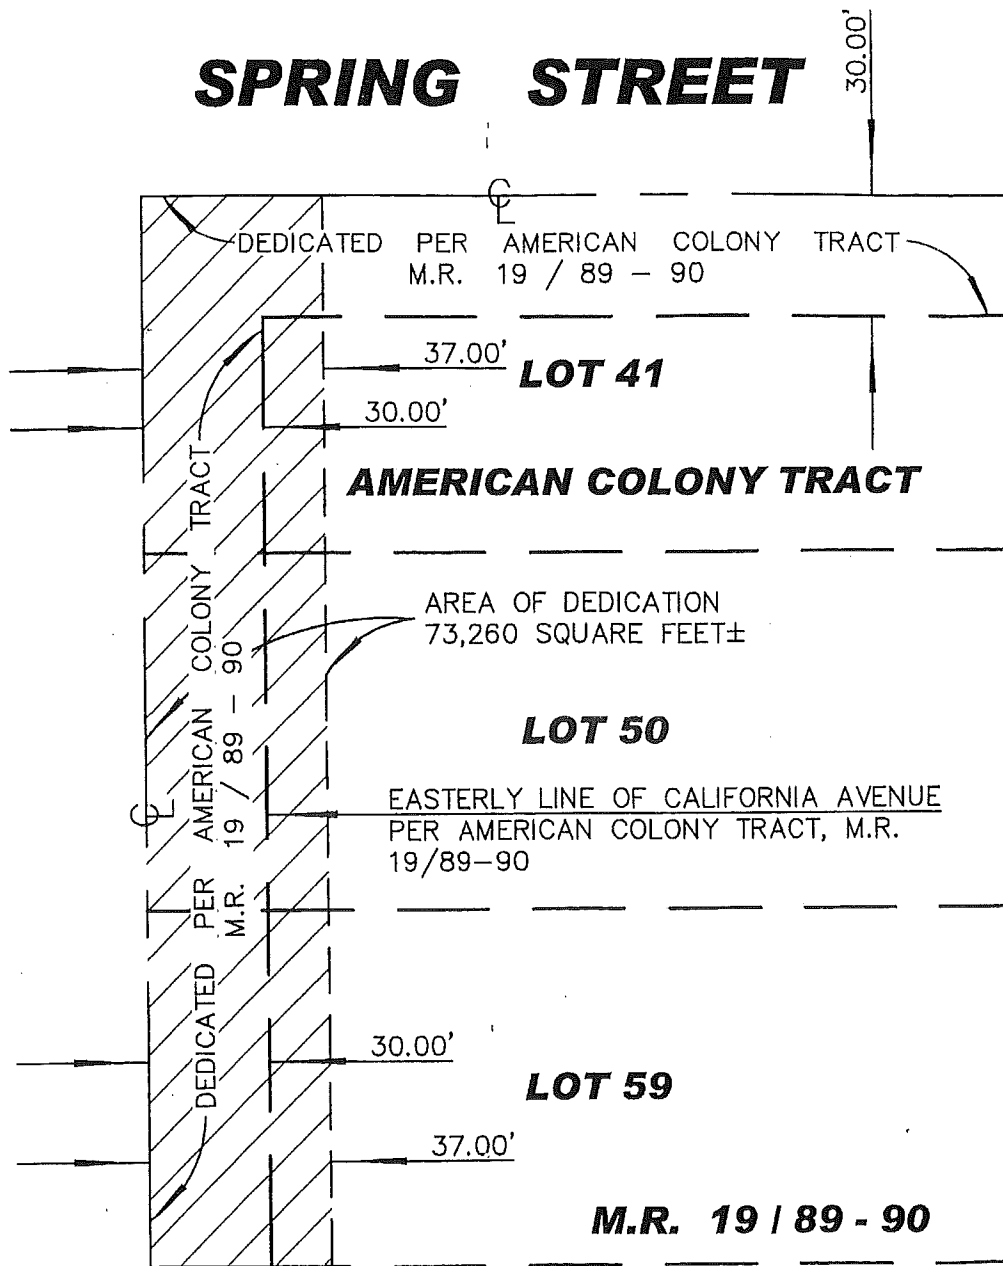 SPRING STREET
30.00'
CL
DEDICATED PER AMERICAN COLONY TRACT
M.R. 19 / 89 - 90
37.00'
LOT 41
30.00'
AMERICAN COLONY TRACT
AREA OF DEDICATION
73,260 SQUARE FEET±
LOT 50
CL
EASTERLY LINE OF CALIFORNIA AVENUE
PER AMERICAN COLONY TRACT, M.R.
19/89-90
DEDICATED PER AMERICAN COLONY TRACT
M.R. 19 / 89 - 90
30.00'
LOT 59
37.00'
M.R. 19 / 89 - 90